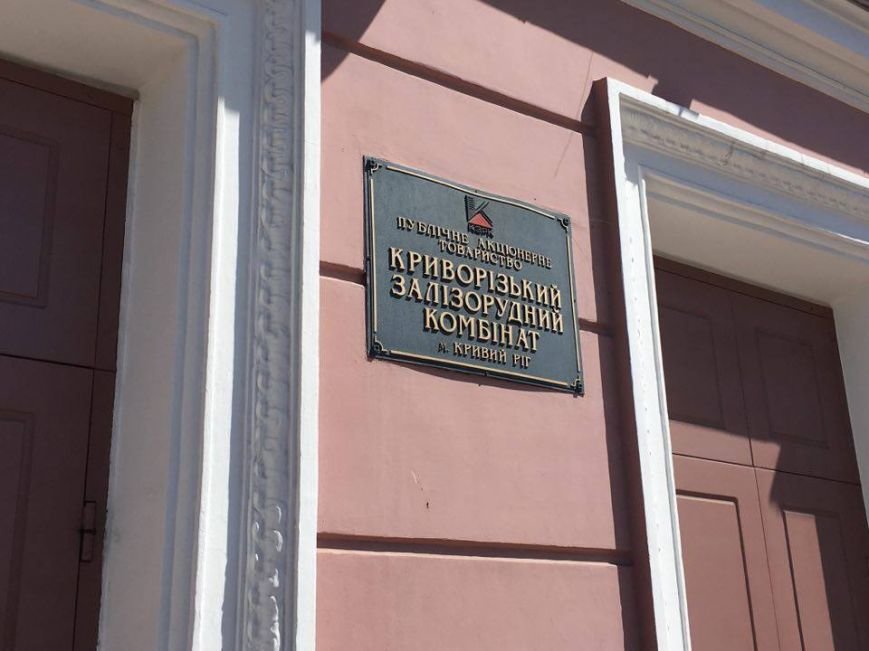 ПУБЛІЧНЕ АКЦІОНЕРНЕ
ТОВАРИСТВО
КРИВОРІЗЬКИЙ
ЗАЛІЗОРУДНИЙ
КОМБІНАТ
м. КРИВИЙ РІГ